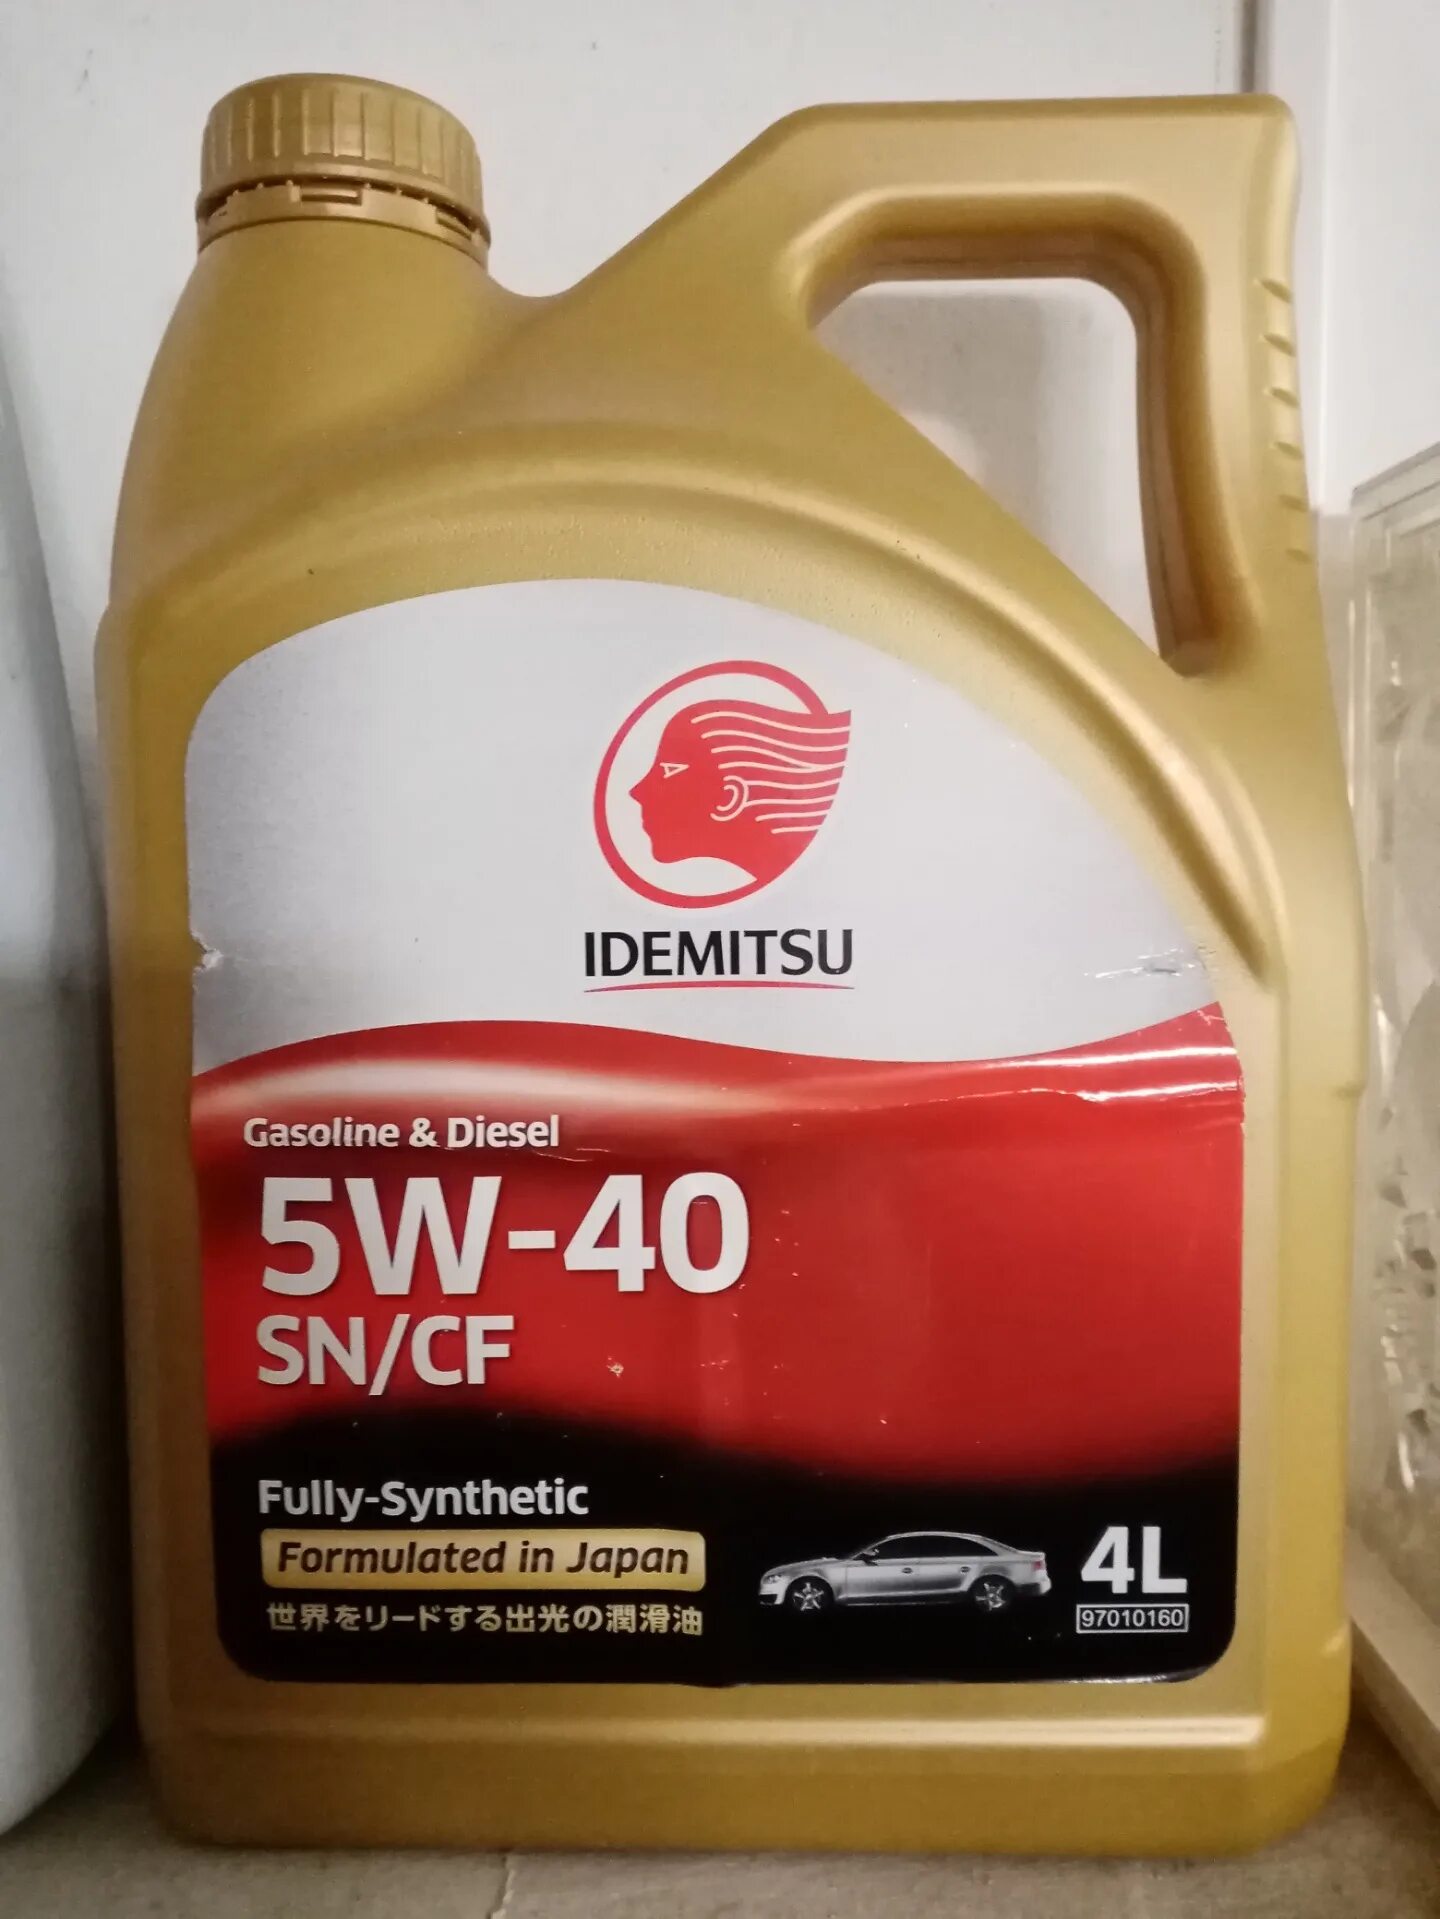 IDEMITSU
Gasoline & Diesel
5W-40
SN/CF
Fully-Synthetic
Formulated in Japan
世界をリードする出光の潤滑油
4L
97010160